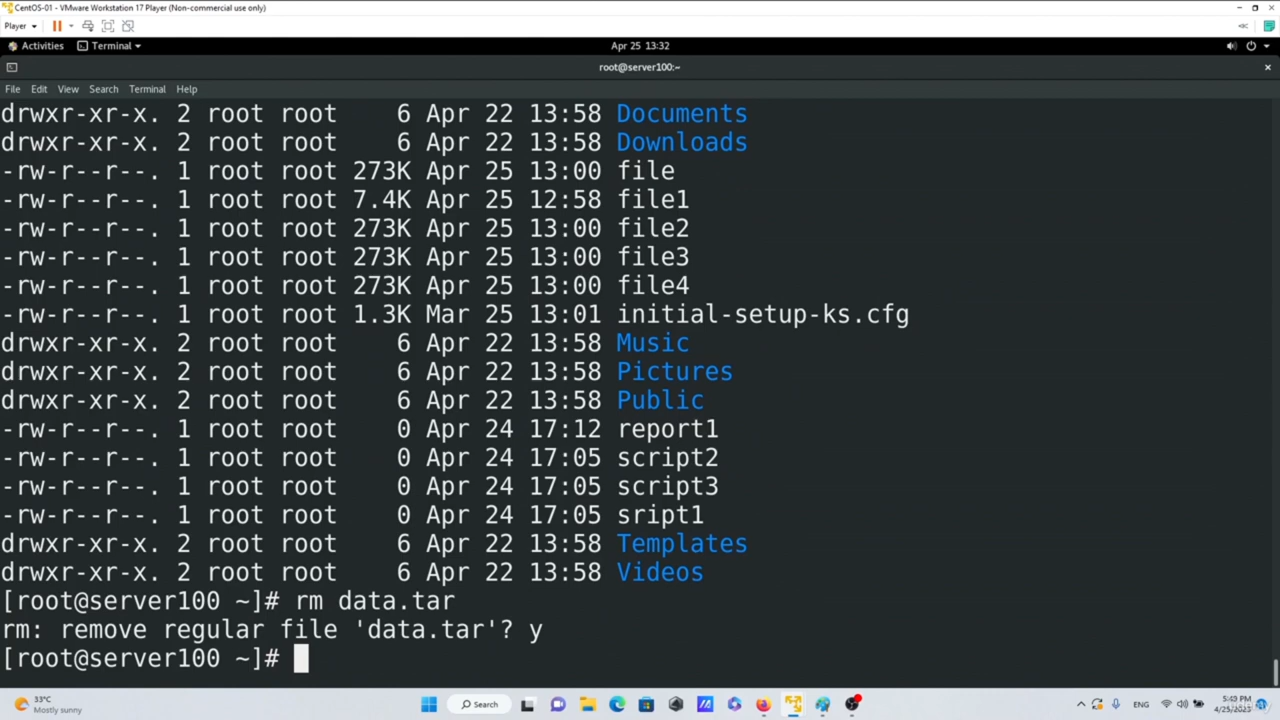 CentOS-01 - VMware Workstation 17 Player (Non-commercial use only)
Player
Activities Terminal Apr 25 13:32
root@server100:~
File Edit View Search Terminal Help
drwxr-xr-x. 2 root root 6 Apr 22 13:58 Documents
drwxr-xr-x. 2 root root 6 Apr 22 13:58 Downloads
-rw-r--r--. 1 root root 273K Apr 25 13:00 file
-rw-r--r--. 1 root root 7.4K Apr 25 12:58 file1
-rw-r--r--. 1 root root 273K Apr 25 13:00 file2
-rw-r--r--. 1 root root 273K Apr 25 13:00 file3
-rw-r--r--. 1 root root 273K Apr 25 13:00 file4
-rw-r--r--. 1 root root 1.3K Mar 25 13:01 initial-setup-ks.cfg
drwxr-xr-x. 2 root root 6 Apr 22 13:58 Music
drwxr-xr-x. 2 root root 6 Apr 22 13:58 Pictures
drwxr-xr-x. 2 root root 6 Apr 22 13:58 Public
-rw-r--r--. 1 root root 0 Apr 24 17:12 report1
-rw-r--r--. 1 root root 0 Apr 24 17:05 script2
-rw-r--r--. 1 root root 0 Apr 24 17:05 script3
-rw-r--r--. 1 root root 0 Apr 24 17:05 sript1
drwxr-xr-x. 2 root root 6 Apr 22 13:58 Templates
drwxr-xr-x. 2 root root 6 Apr 22 13:58 Videos
[root@server100 ~]# rm data.tar
rm: remove regular file 'data.tar'? y
[root@server100 ~]#
33°C
Mostly sunny
Search
ENG
5:49 PM
4/25/2023